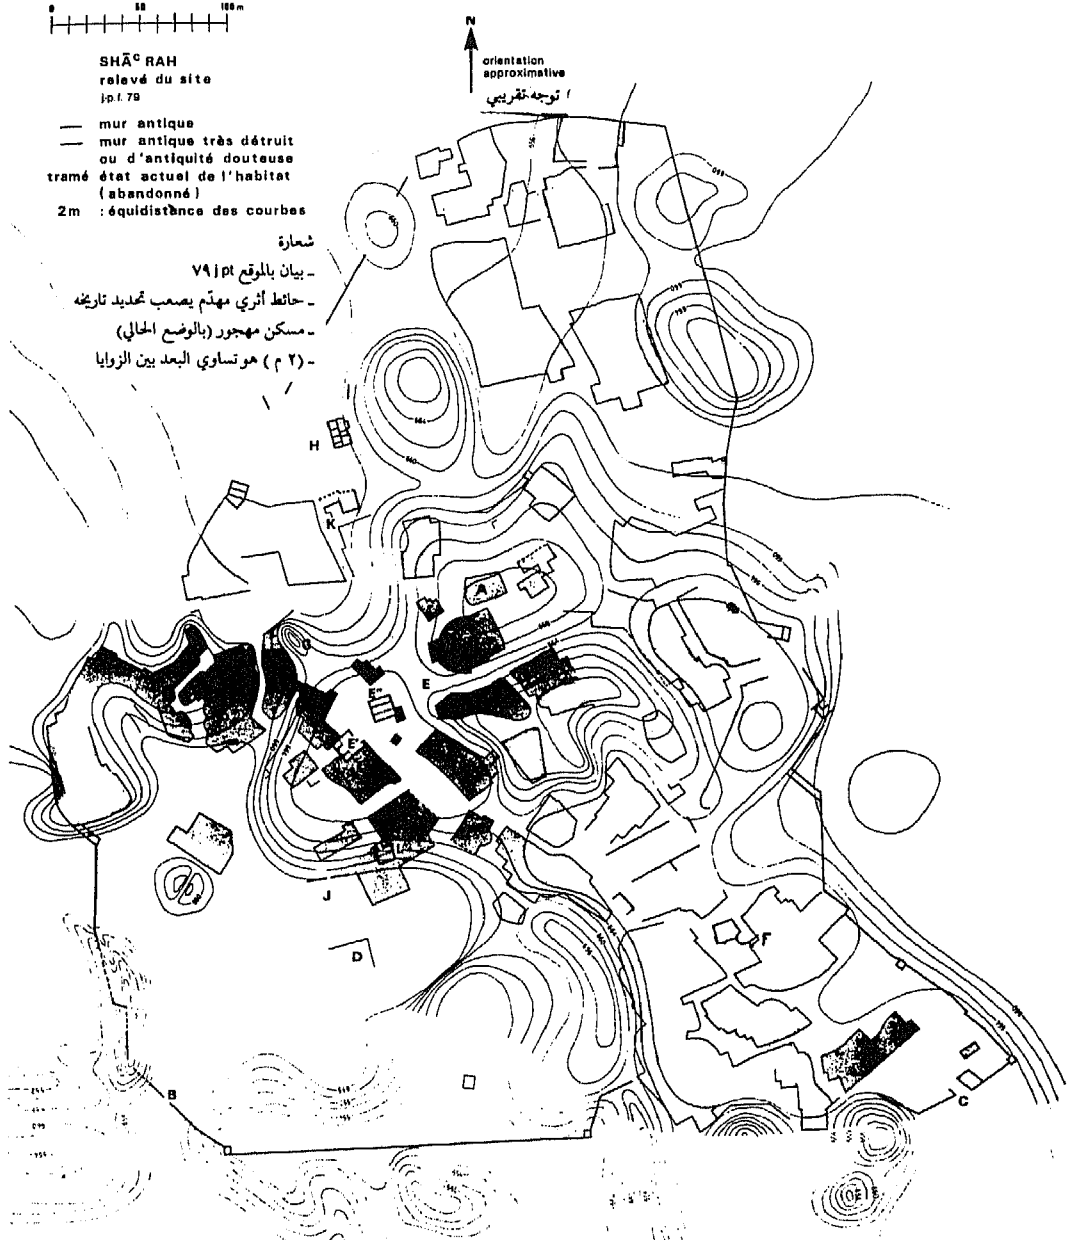 0 50 100 m
SHĀᶜRAH
relevé du site
j.p.f. 79
mur antique
mur antique très détruit
ou d'antiquité douteuse
tramé état actuel de l'habitat
(abandonné)
2m : équidistance des courbes
N
orientation
approximative
توجه تقريبي
شعارة
ـ بيان بالموقع ٧٩ jpt
ـ حائط أثري مهدّم يصعب تحديد تاريخه
ـ مسكن مهجور (بالوضع الحالي)
ـ (٢ م) هو تساوي البعد بين الزوايا
H
K
A
G
E
E"
E'
I
J
D
F
B
C